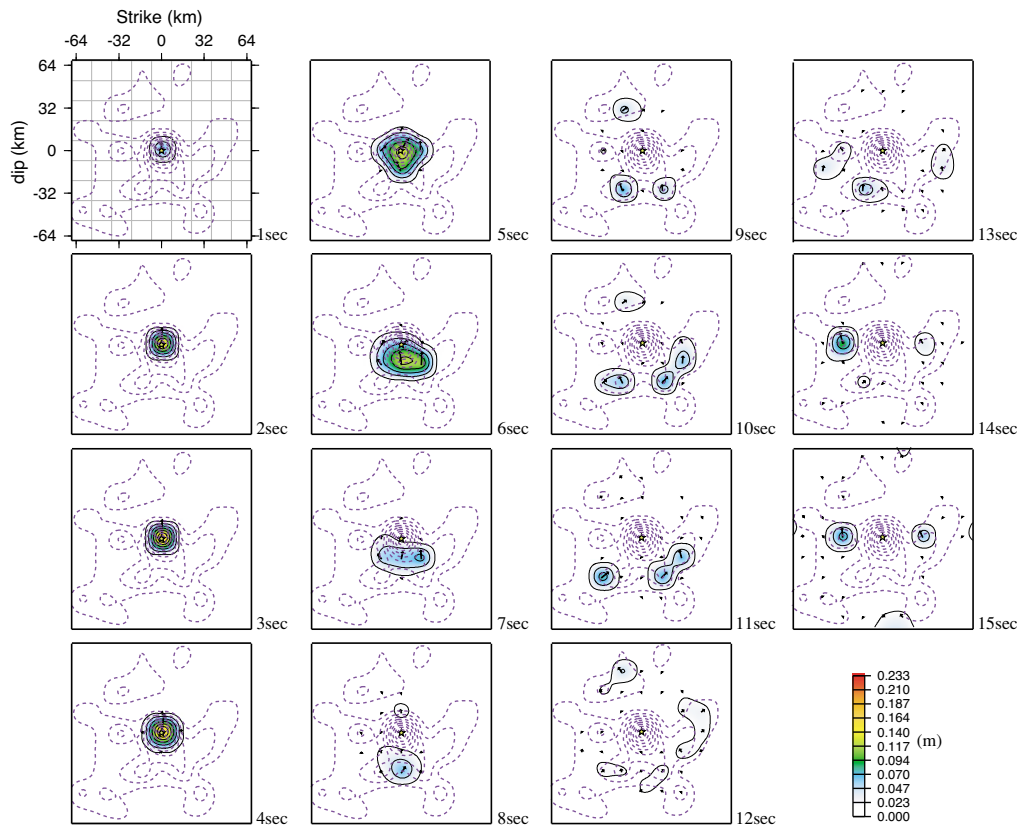 Strike (km)
-64 -32 0 32 64
64
32
0
-32
-64
dip (km)
1sec
5sec
9sec
13sec
2sec
6sec
10sec
14sec
3sec
7sec
11sec
15sec
4sec
8sec
12sec
0.233
0.210
0.187
0.164
0.140
0.117
0.094
0.070
0.047
0.023
0.000
(m)